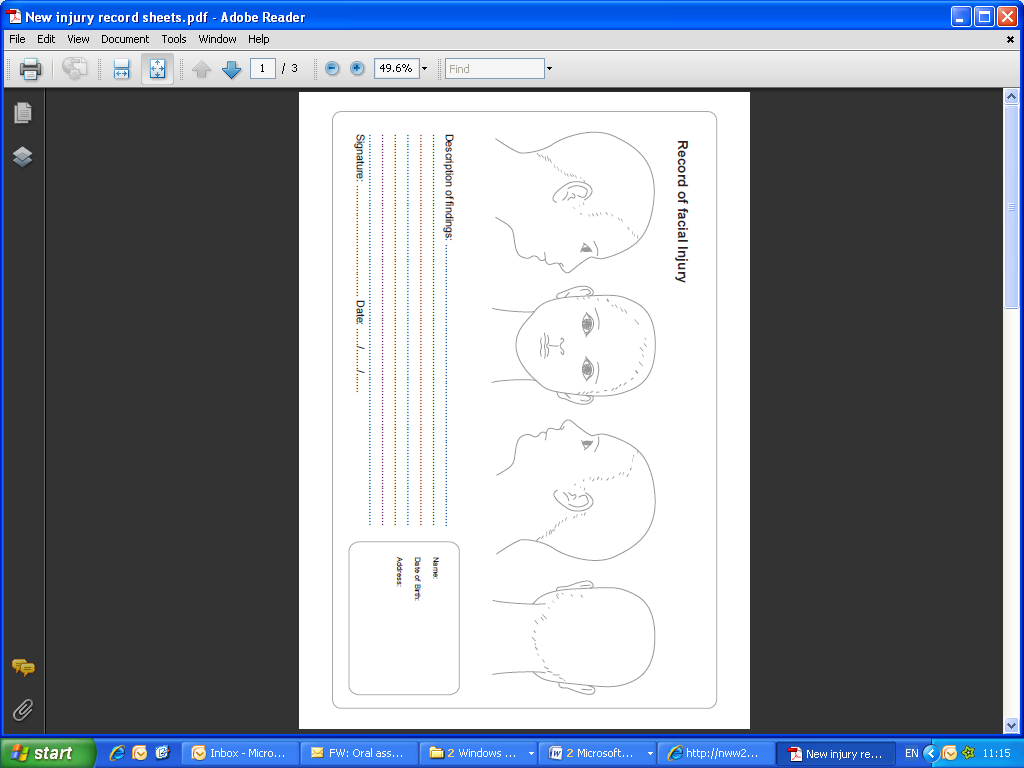 New injury record sheets.pdf - Adobe Reader
File Edit View Document Tools Window Help
1 / 3 49.6% Find
Record of facial Injury
Description of findings:
Signature: Date: / /
Name:
Date of Birth:
Address:
start Inbox - Micro... FW: Oral ass... 2 Windows ... 2 Microsoft... http://nww2... New injury re... EN 11:15